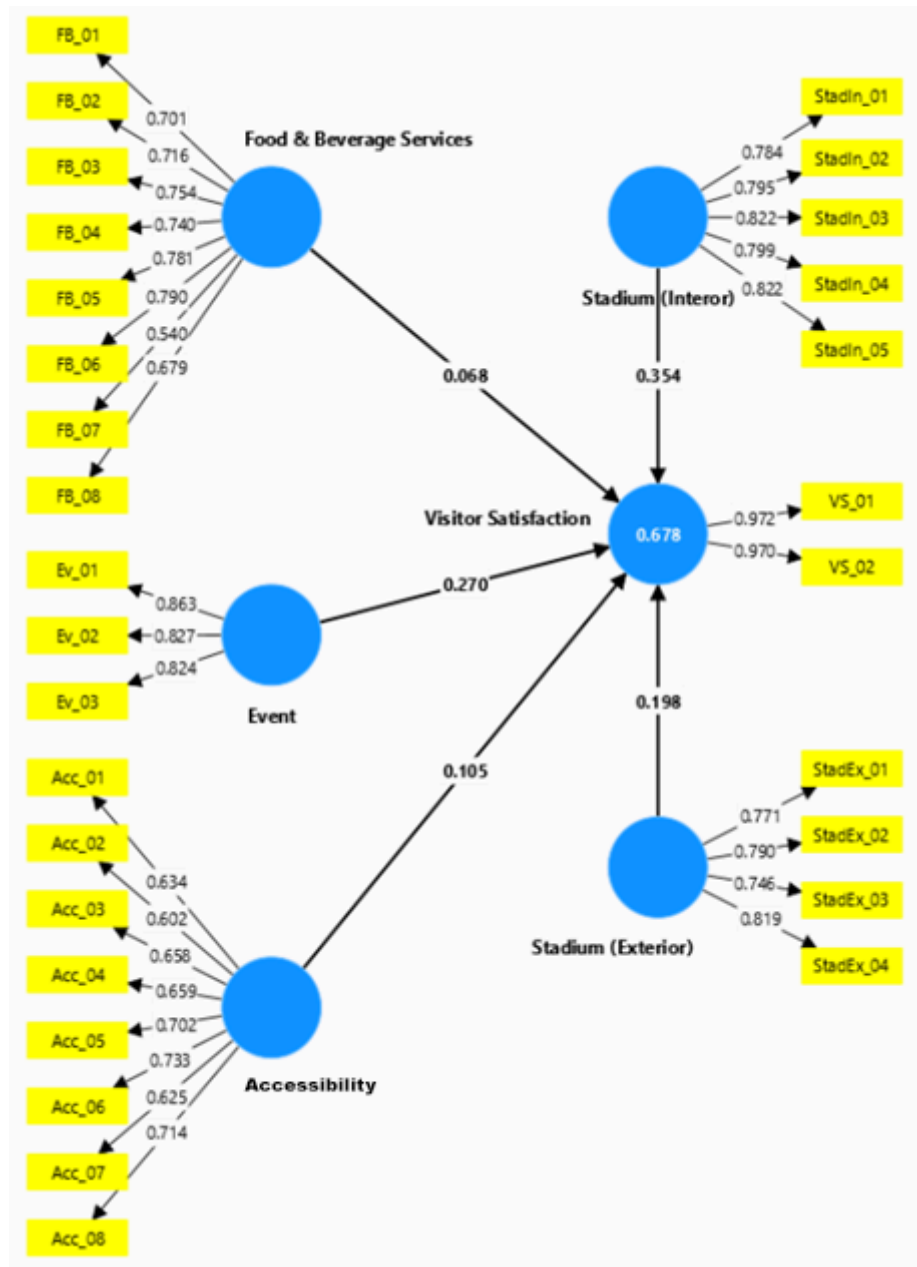 FB_01
FB_02
FB_03
FB_04
FB_05
FB_06
FB_07
FB_08
0.701
0.716
0.754
0.740
0.781
0.790
0.540
0.679
Food & Beverage Services
0.068
StadIn_01
StadIn_02
StadIn_03
StadIn_04
StadIn_05
0.784
0.795
0.822
0.799
0.822
Stadium (Interor)
0.354
Visitor Satisfaction
0.678
0.972
0.970
VS_01
VS_02
Ev_01
Ev_02
Ev_03
0.863
0.827
0.824
Event
0.270
0.198
Acc_01
Acc_02
Acc_03
Acc_04
Acc_05
Acc_06
Acc_07
Acc_08
0.634
0.602
0.658
0.659
0.702
0.733
0.625
0.714
Accessibility
0.105
StadEx_01
StadEx_02
StadEx_03
StadEx_04
0.771
0.790
0.746
0.819
Stadium (Exterior)